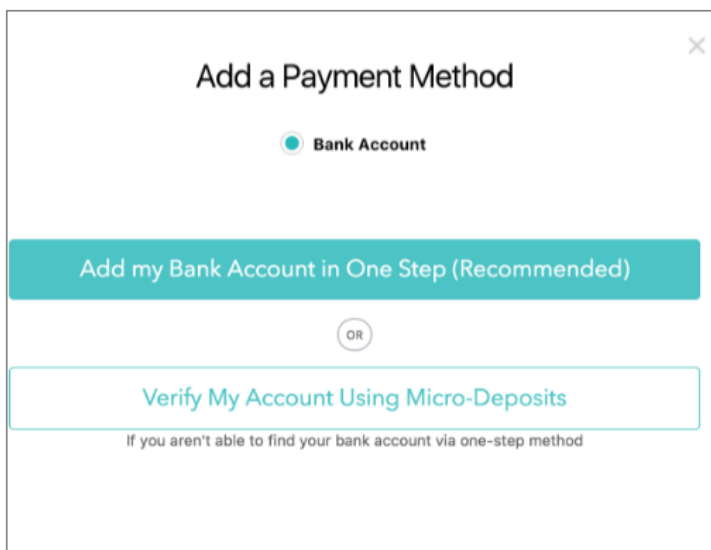 Add a Payment Method
Bank Account
Add my Bank Account in One Step (Recommended)
OR
Verify My Account Using Micro-Deposits
If you aren't able to find your bank account via one-step method